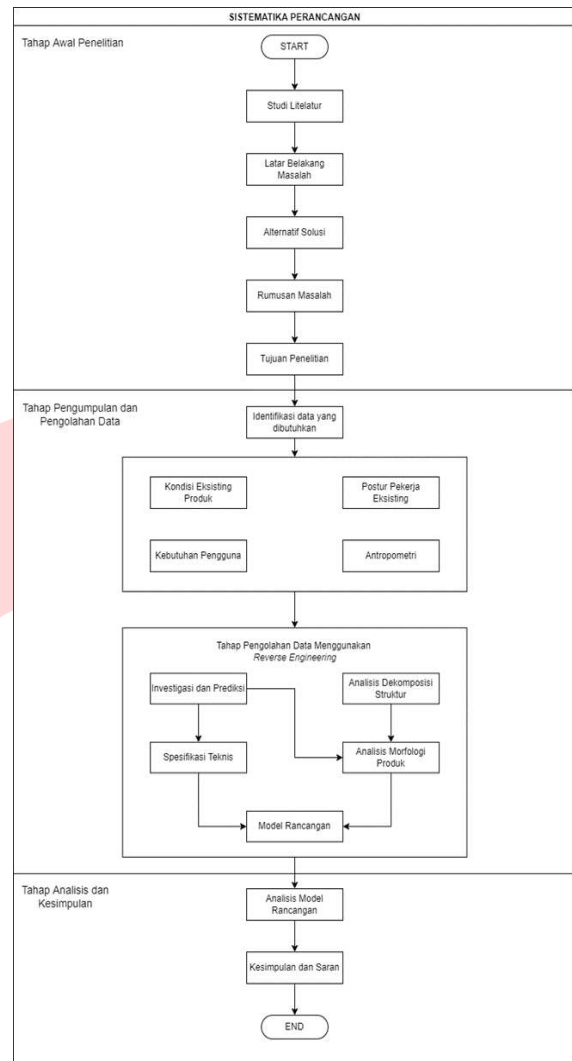 SISTEMATIKA PERANCANGAN
Tahap Awal Penelitian
START
Studi Litelatur
Latar Belakang
Masalah
Alternatif Solusi
Rumusan Masalah
Tujuan Penelitian
Tahap Pengumpulan dan
Pengolahan Data
Identifikasi data yang
dibutuhkan
Kondisi Eksisting
Produk
Postur Pekerja
Eksisting
Kebutuhan Pengguna
Antropometri
Tahap Pengolahan Data Menggunakan
Reverse Engineering
Investigasi dan Prediksi
Analisis Dekomposisi
Struktur
Spesifikasi Teknis
Analisis Morfologi
Produk
Model Rancangan
Tahap Analisis dan
Kesimpulan
Analisis Model
Rancangan
Kesimpulan dan Saran
END